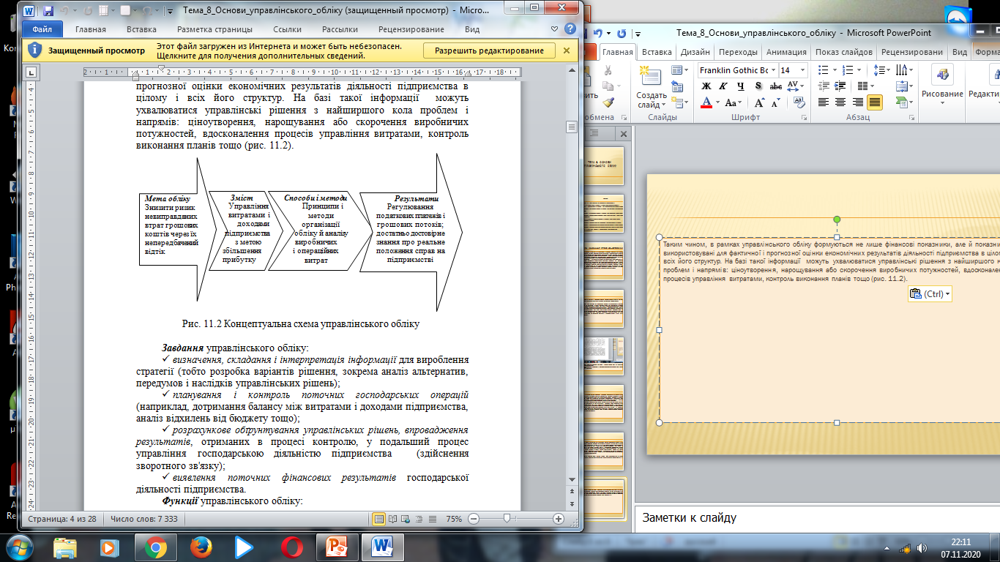 Тема_8_Основи_управлінського_обліку (защищенный просмотр) - Micro...
Файл Главная Вставка Разметка страницы Ссылки Рассылки Рецензирование Вид
Защищенный просмотр
Этот файл загружен из Интернета и может быть небезопасен.
Щелкните для получения дополнительных сведений.
Разрешить редактирование
прогнозної оцінки економічних результатів діяльності підприємства в
цілому і всіх його структур. На базі такої інформації можуть
ухвалюватися управлінські рішення з найширшого кола проблем і
напрямів: ціноутворення, нарощування або скорочення виробничих
потужностей, вдосконалення процесів управління витратами, контроль
виконання планів тощо (рис. 11.2).
Мета обліку
Знизити ризик
невиправданих
втрат грошових
коштів через їх
непередбачений
відтік
Зміст
Управління
витратами і
доходами
підприємства
з метою
збільшення
прибутку
Способи і методи
Принципи і
методи
організації
обліку й аналізу
виробничих
і операційних
витрат
Результати
Регулювання
податкових платежів і
грошових потоків;
достатньо достовірне
знання про реальне
положення справ на
підприємстві
Рис. 11.2 Концептуальна схема управлінського обліку
Завдання управлінського обліку:
✓ визначення, складання і інтерпретація інформації для вироблення
стратегії (тобто розробка варіантів рішення, зокрема аналіз альтернатив,
передумов і наслідків управлінських рішень);
✓ планування і контроль поточних господарських операцій
(наприклад, дотримання балансу між витратами і доходами підприємства,
аналіз відхилень від бюджету тощо);
✓ розрахункове обґрунтування управлінських рішень, впровадження
результатів, отриманих в процесі контролю, у подальший процес
управління господарською діяльністю підприємства (здійснення
зворотного зв'язку);
✓ виявлення поточних фінансових результатів господарської
діяльності підприємства.
Функції управлінського обліку:
Страница: 4 из 28 Число слов: 7 333 75%
Тема_8_Основи_управлінського_обліку - Microsoft PowerPoint
Главная Вставка Дизайн Переходы Анимация Показ слайдов Рецензировани Вид Форма
Franklin Gothic Bc 14
Создать
слайд
Рисование
Редакти
Слайды Шрифт Абзац
Таким чином, в рамках управлінського обліку формуються не лише фінансові показники, але й показни
використовувані для фактичної і прогнозної оцінки економічних результатів діяльності підприємства в цілом
всіх його структур. На базі такої інформації можуть ухвалюватися управлінські рішення з найширшого к
проблем і напрямів: ціноутворення, нарощування або скорочення виробничих потужностей, вдосконале
процесів управління витратами, контроль виконання планів тощо (рис. 11.2).
(Ctrl)
Заметки к слайду
22:11
07.11.2020